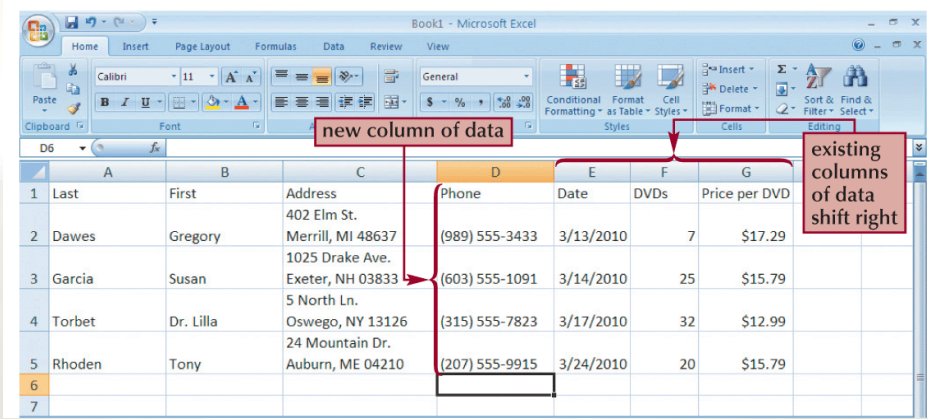 Book1 - Microsoft Excel
Home Insert Page Layout Formulas Data Review View
Paste
Clipboard
Calibri 11 A A
B I U A
Font
General
$ % , .00 .00
Conditional Formatting
Format as Table
Cell Styles
Styles
Insert
Delete
Format
Cells
Σ
Sort & Filter
Find & Select
Editing
new column of data
existing
columns
of data
shift right
D6 fx
A B C D E F G
1 Last First Address Phone Date DVDs Price per DVD
402 Elm St.
2 Dawes Gregory Merrill, MI 48637 (989) 555-3433 3/13/2010 7 $17.29
1025 Drake Ave.
3 Garcia Susan Exeter, NH 03833 (603) 555-1091 3/14/2010 25 $15.79
5 North Ln.
4 Torbet Dr. Lilla Oswego, NY 13126 (315) 555-7823 3/17/2010 32 $12.99
24 Mountain Dr.
5 Rhoden Tony Auburn, ME 04210 (207) 555-9915 3/24/2010 20 $15.79
6
7